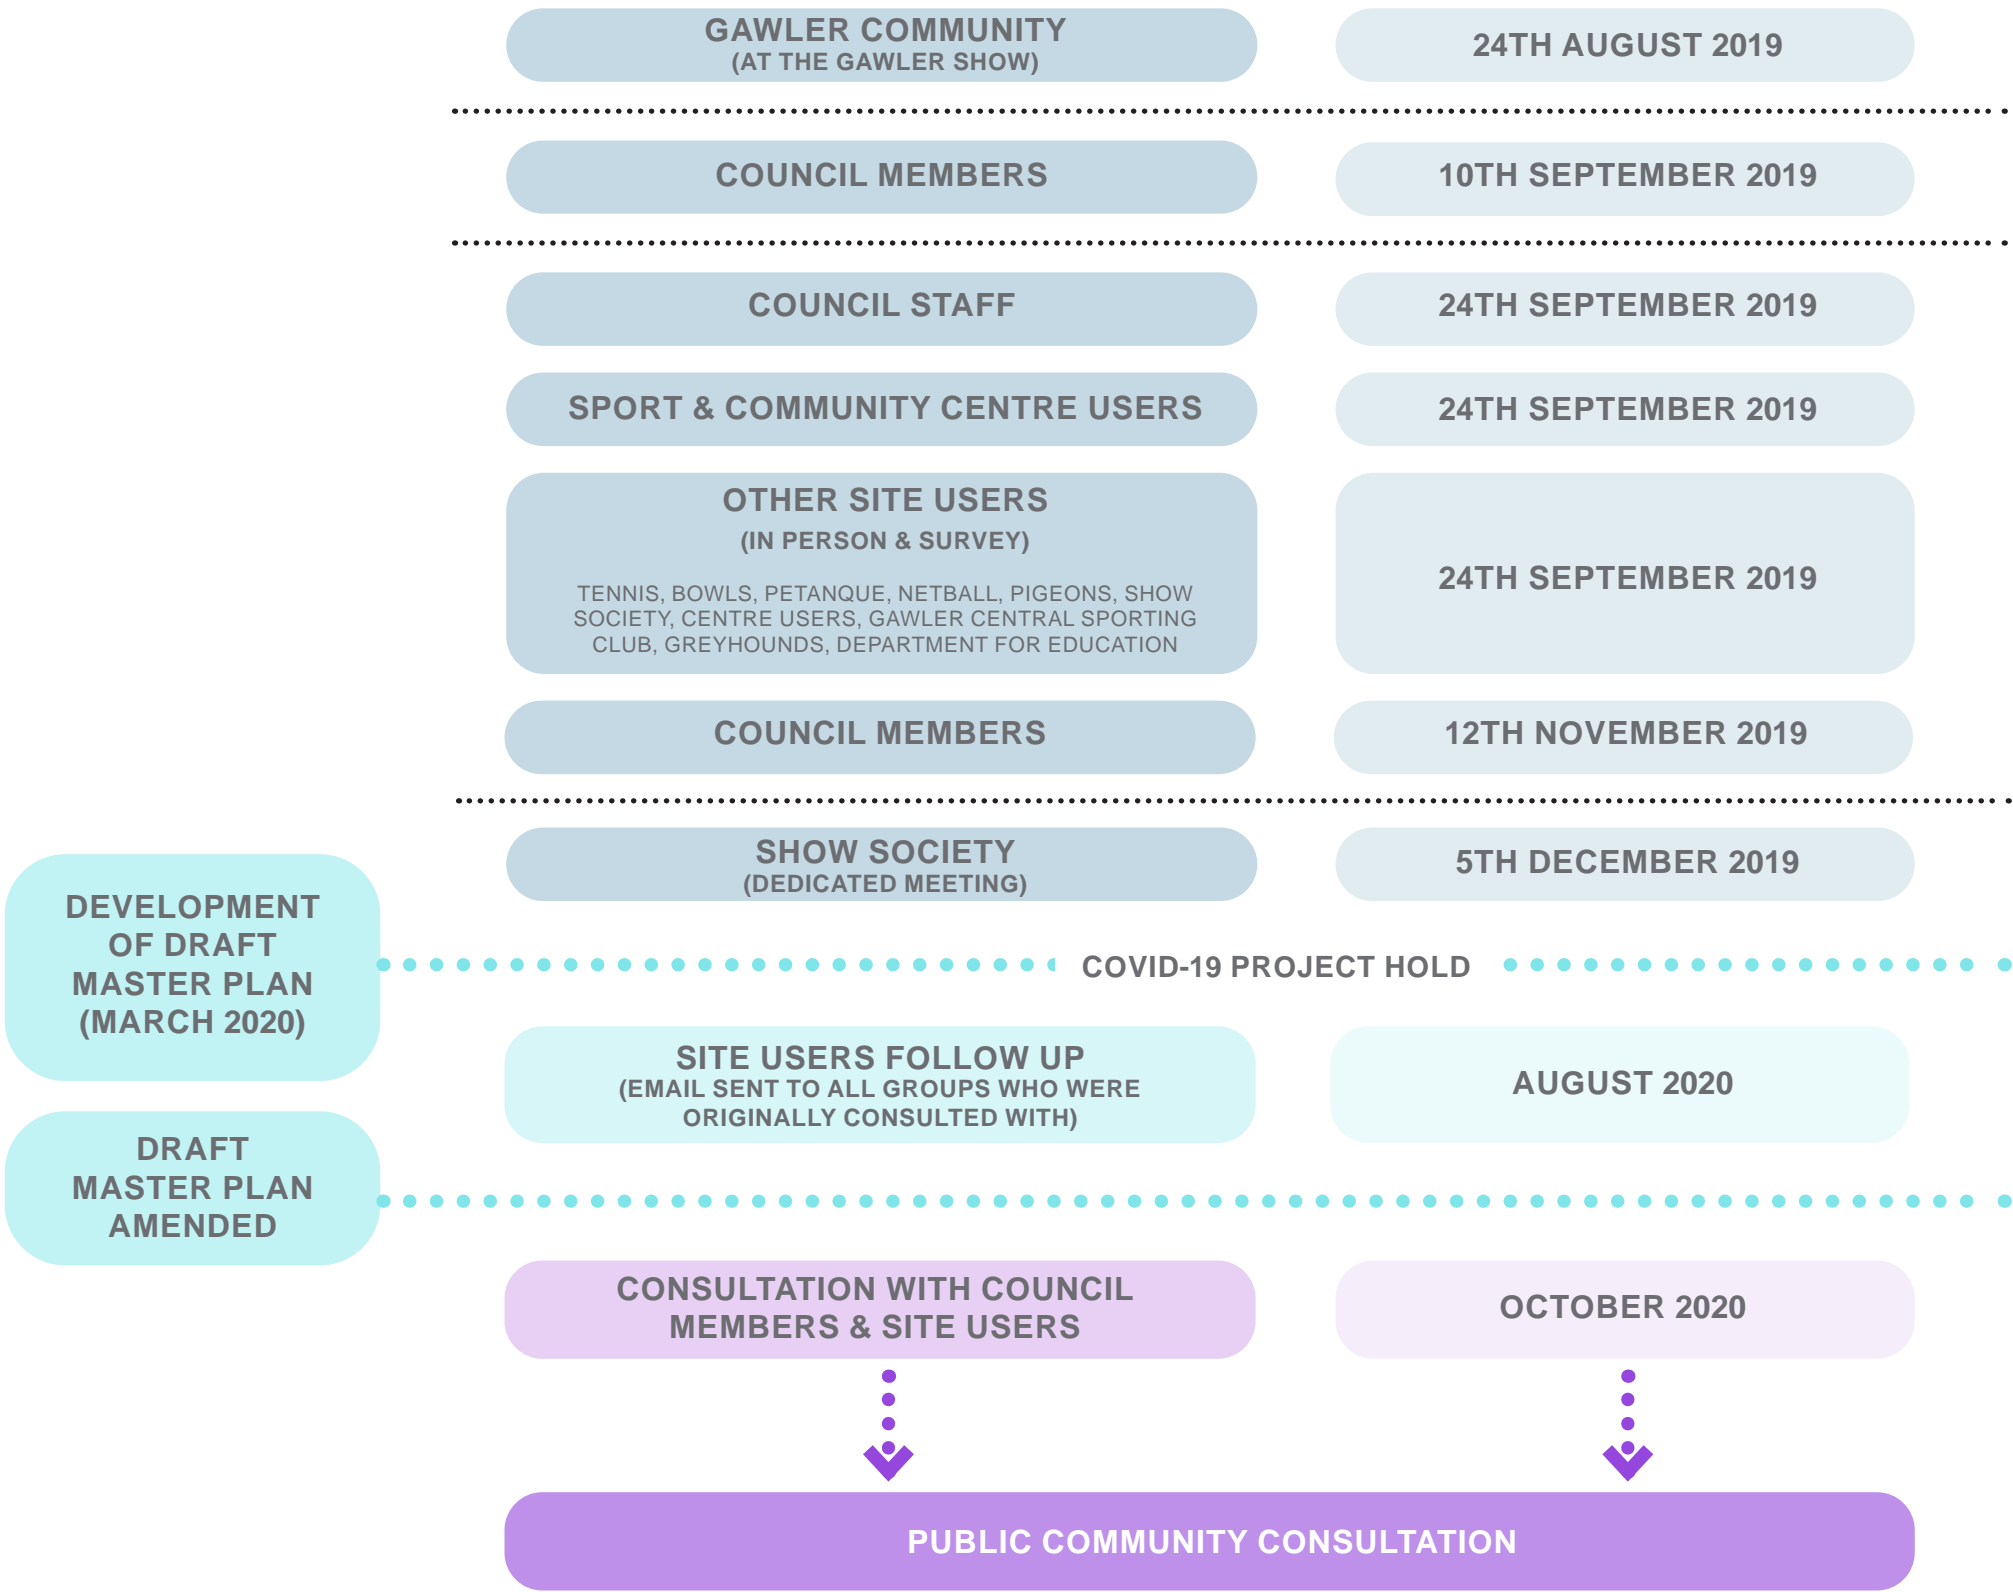 GAWLER COMMUNITY
(AT THE GAWLER SHOW)
24TH AUGUST 2019
COUNCIL MEMBERS
10TH SEPTEMBER 2019
COUNCIL STAFF
24TH SEPTEMBER 2019
SPORT & COMMUNITY CENTRE USERS
24TH SEPTEMBER 2019
OTHER SITE USERS
(IN PERSON & SURVEY)
TENNIS, BOWLS, PETANQUE, NETBALL, PIGEONS, SHOW
SOCIETY, CENTRE USERS, GAWLER CENTRAL SPORTING
CLUB, GREYHOUNDS, DEPARTMENT FOR EDUCATION
24TH SEPTEMBER 2019
COUNCIL MEMBERS
12TH NOVEMBER 2019
SHOW SOCIETY
(DEDICATED MEETING)
5TH DECEMBER 2019
DEVELOPMENT
OF DRAFT
MASTER PLAN
(MARCH 2020)
COVID-19 PROJECT HOLD
SITE USERS FOLLOW UP
(EMAIL SENT TO ALL GROUPS WHO WERE
ORIGINALLY CONSULTED WITH)
AUGUST 2020
DRAFT
MASTER PLAN
AMENDED
CONSULTATION WITH COUNCIL
MEMBERS & SITE USERS
OCTOBER 2020
PUBLIC COMMUNITY CONSULTATION